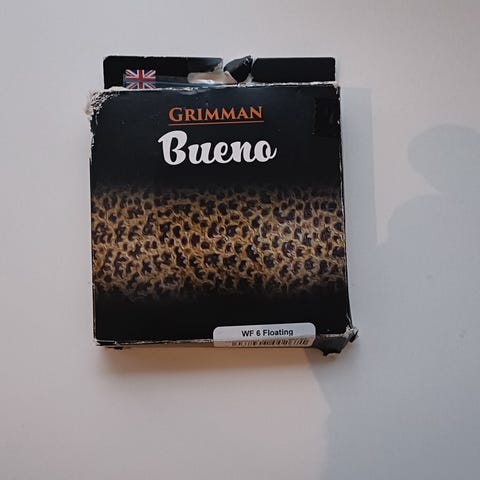 GRIMMAN
Bueno
WF 6 Floating